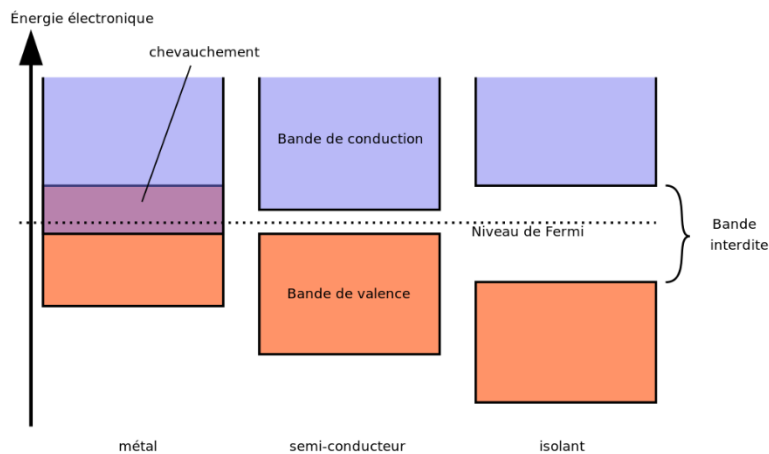 Énergie électronique
chevauchement
Bande de conduction
Niveau de Fermi
Bande
interdite
Bande de valence
métal
semi-conducteur
isolant